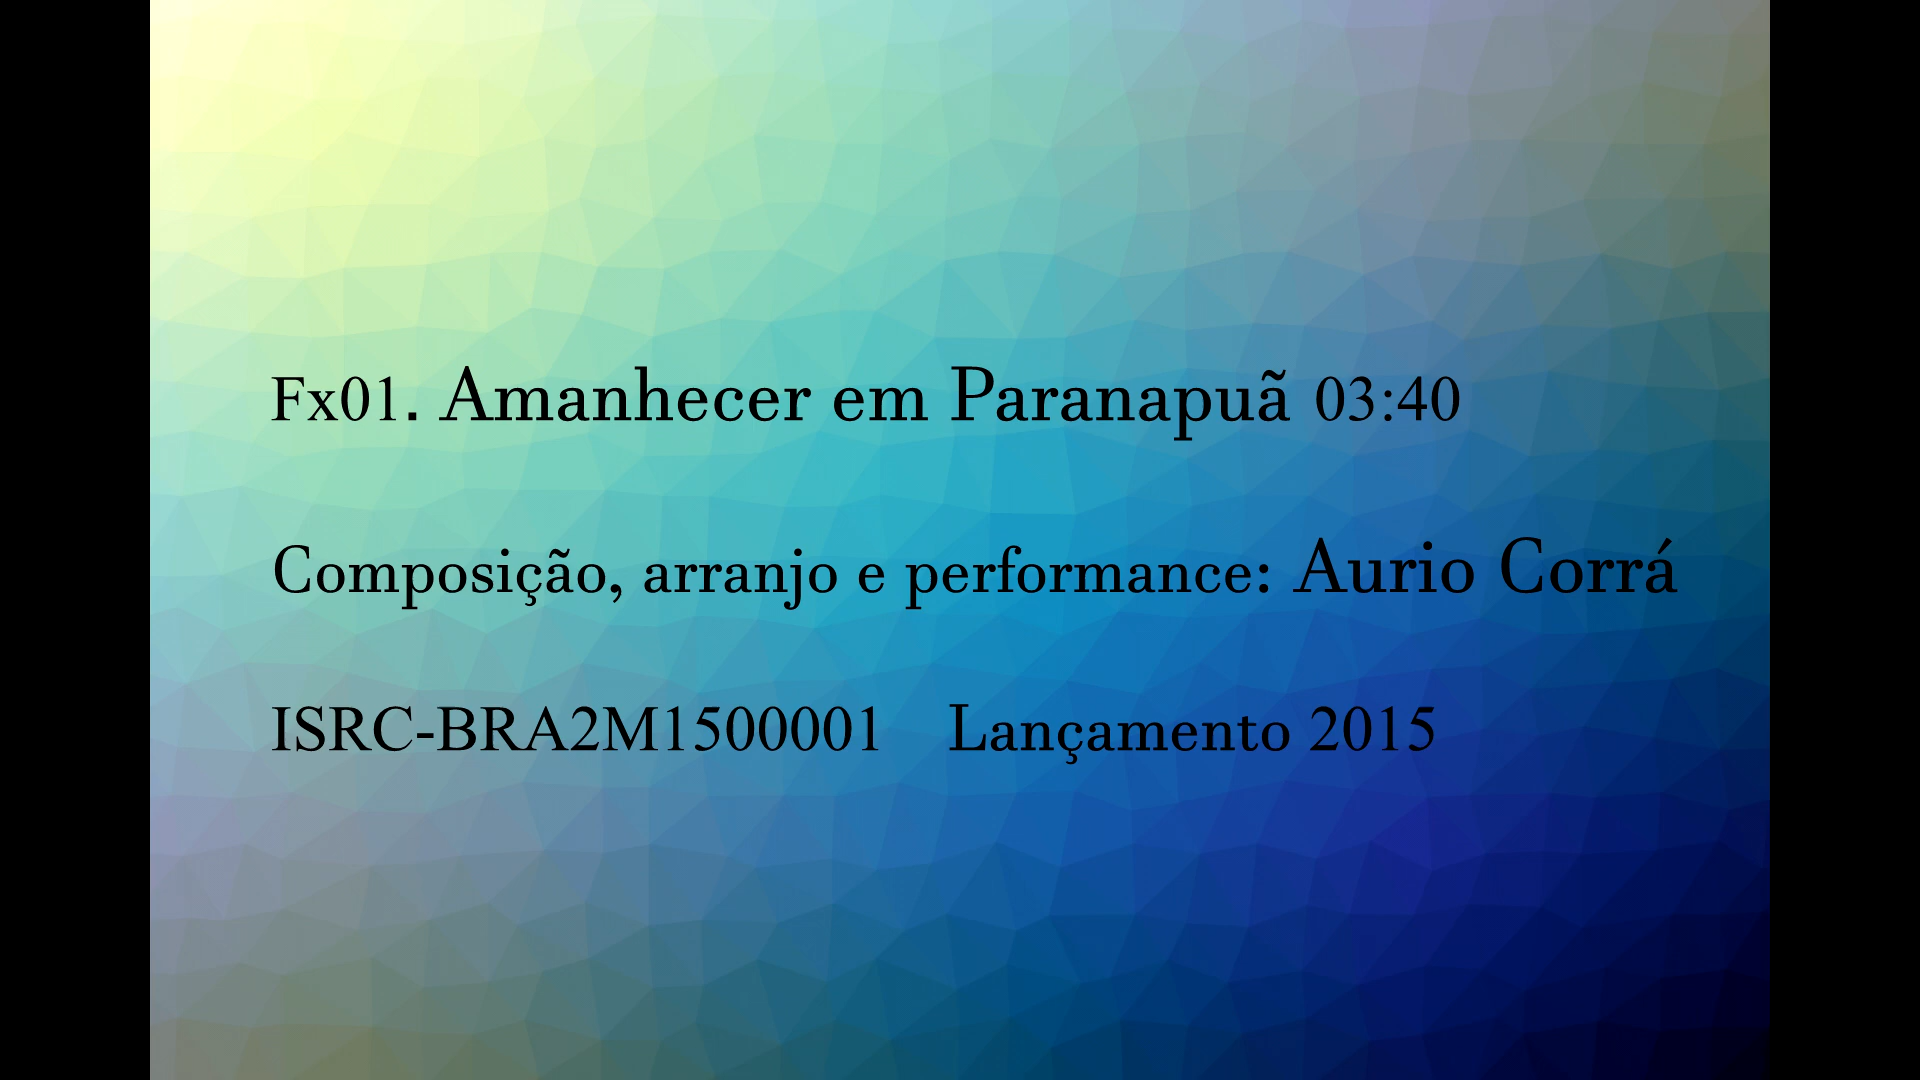 Fx01. Amanhecer em Paranapuã 03:40
Composição, arranjo e performance: Aurio Corrá
ISRC-BRA2M1500001 Lançamento 2015